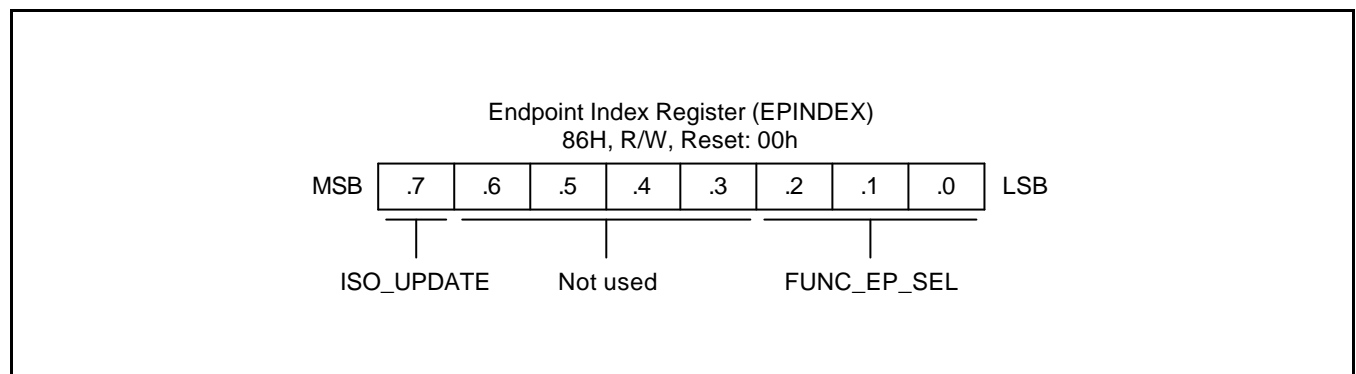 Endpoint Index Register (EPINDEX)
86H, R/W, Reset: 00h
MSB .7 .6 .5 .4 .3 .2 .1 .0 LSB
ISO_UPDATE Not used FUNC_EP_SEL